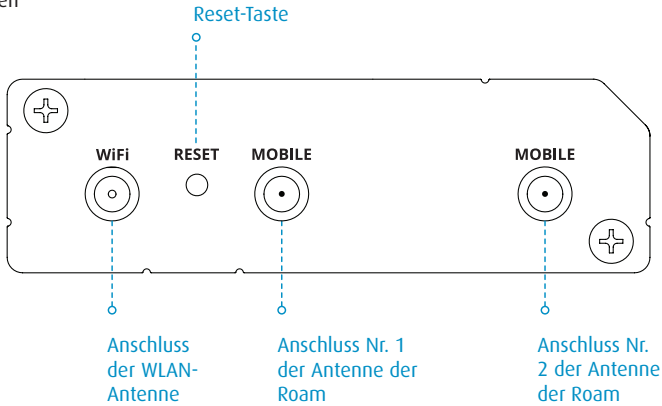 Reset-Taste
WiFi RESET MOBILE MOBILE
Anschluss
der WLAN-
Antenne
Anschluss Nr. 1
der Antenne der
Roam
Anschluss Nr.
2 der Antenne
der Roam